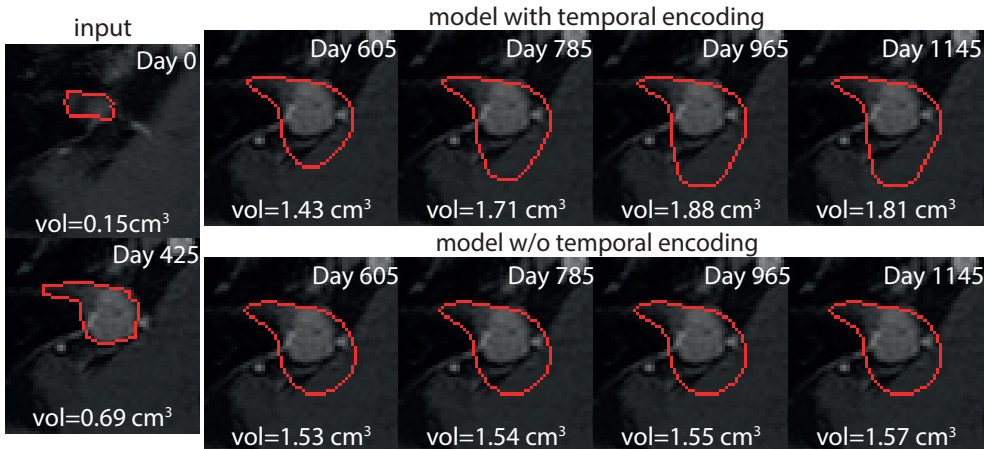 input
Day 0
vol=0.15cm³
Day 425
vol=0.69 cm³
model with temporal encoding
Day 605
Day 785
Day 965
Day 1145
vol=1.43 cm³
vol=1.71 cm³
vol=1.88 cm³
vol=1.81 cm³
model w/o temporal encoding
Day 605
Day 785
Day 965
Day 1145
vol=1.53 cm³
vol=1.54 cm³
vol=1.55 cm³
vol=1.57 cm³